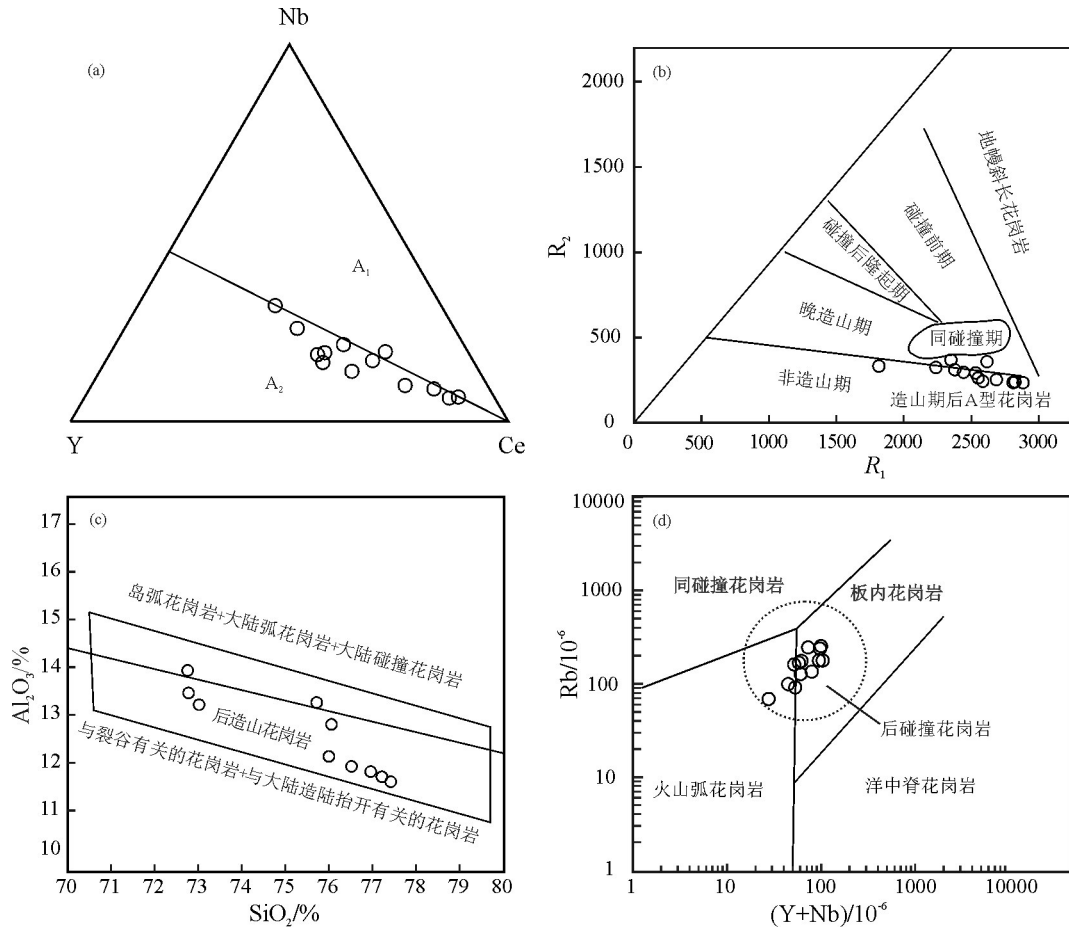 Nb
(a)
A₁
A₂
Y
Ce
(b)
R₂
2000
1500
1000
500
0
地幔斜长花岗岩
碰撞前期
碰撞后隆起期
晚造山期
同碰撞期
非造山期
造山期后A型花岗岩
0
500
1000
1500
2000
2500
3000
R₁
(c)
Al₂O₃/%
17
16
15
14
13
12
11
10
岛弧花岗岩+大陆弧花岗岩+大陆碰撞花岗岩
后造山花岗岩
与裂谷有关的花岗岩+与大陆造陆抬开有关的花岗岩
70
71
72
73
74
75
76
77
78
79
80
SiO₂/%
(d)
Rb/10⁻⁶
10000
1000
100
10
1
同碰撞花岗岩
板内花岗岩
后碰撞花岗岩
火山弧花岗岩
洋中脊花岗岩
1
10
100
1000
10000
(Y+Nb)/10⁻⁶